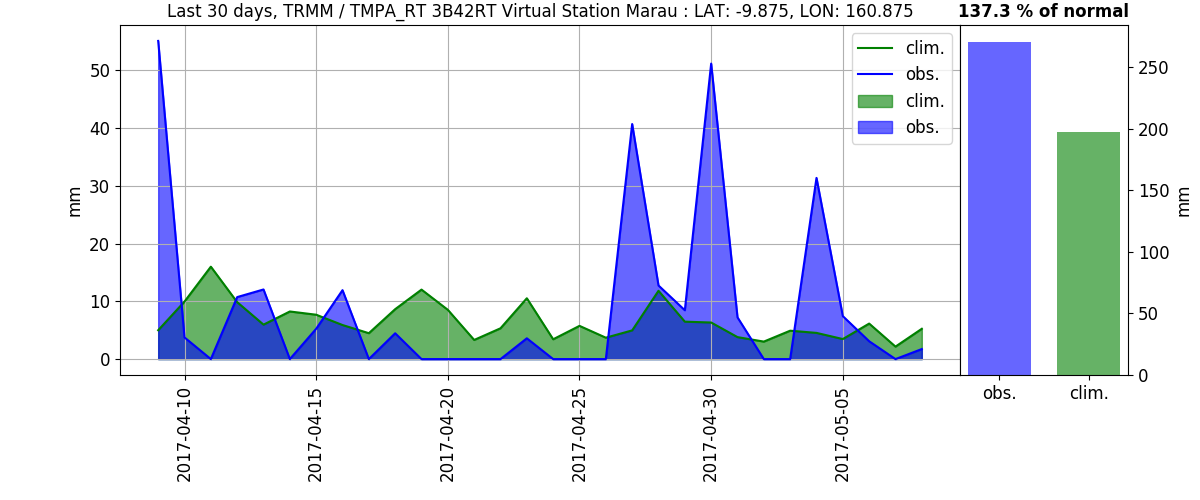 Last 30 days, TRMM / TMPA_RT 3B42RT Virtual Station Marau : LAT: -9.875, LON: 160.875
137.3 % of normal
clim.
obs.
clim.
obs.
50
40
30
20
10
0
mm
2017-04-10
2017-04-15
2017-04-20
2017-04-25
2017-04-30
2017-05-05
250
200
150
100
50
0
mm
obs.
clim.